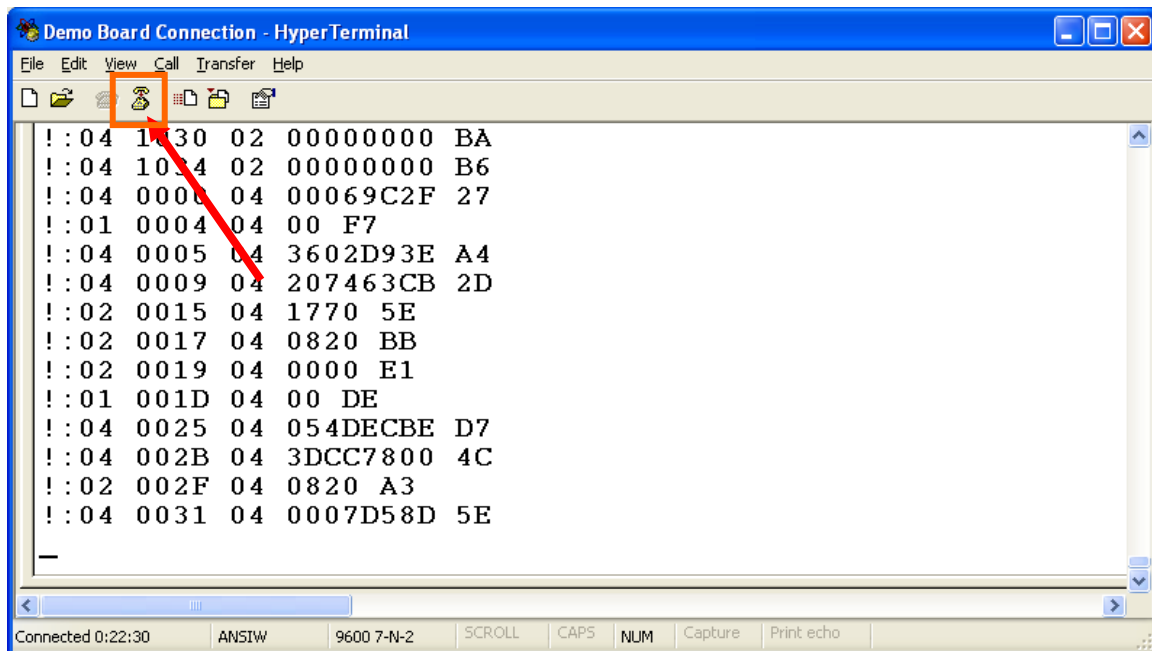 Demo Board Connection - HyperTerminal
File Edit View Call Transfer Help
!:04 1030 02 00000000 BA
!:04 1034 02 00000000 B6
!:04 0000 04 00069C2F 27
!:01 0004 04 00 F7
!:04 0005 04 3602D93E A4
!:04 0009 04 207463CB 2D
!:02 0015 04 1770 5E
!:02 0017 04 0820 BB
!:02 0019 04 0000 E1
!:01 001D 04 00 DE
!:04 0025 04 054DECBE D7
!:04 002B 04 3DCC7800 4C
!:02 002F 04 0820 A3
!:04 0031 04 0007D58D 5E
_
Connected 0:22:30 ANSIW 9600 7-N-2 SCROLL CAPS NUM Capture Print echo